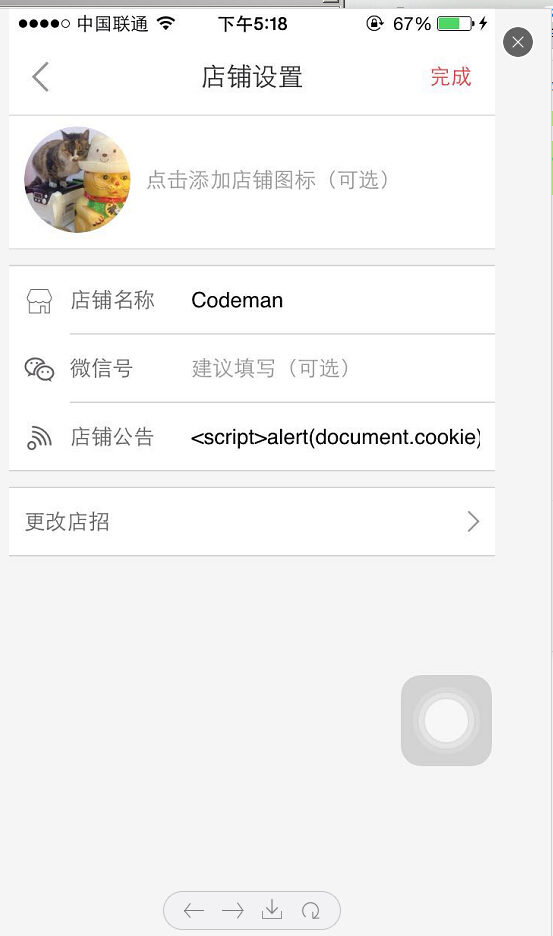 中国联通 下午5:18 67%
店铺设置 完成
点击添加店铺图标（可选）
店铺名称 Codeman
微信号 建议填写（可选）
店铺公告 <script>alert(document.cookie)
更改店招